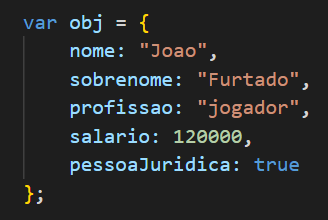 var obj = {
    nome: "Joao",
    sobrenome: "Furtado",
    profissao: "jogador",
    salario: 120000,
    pessoaJuridica: true
};